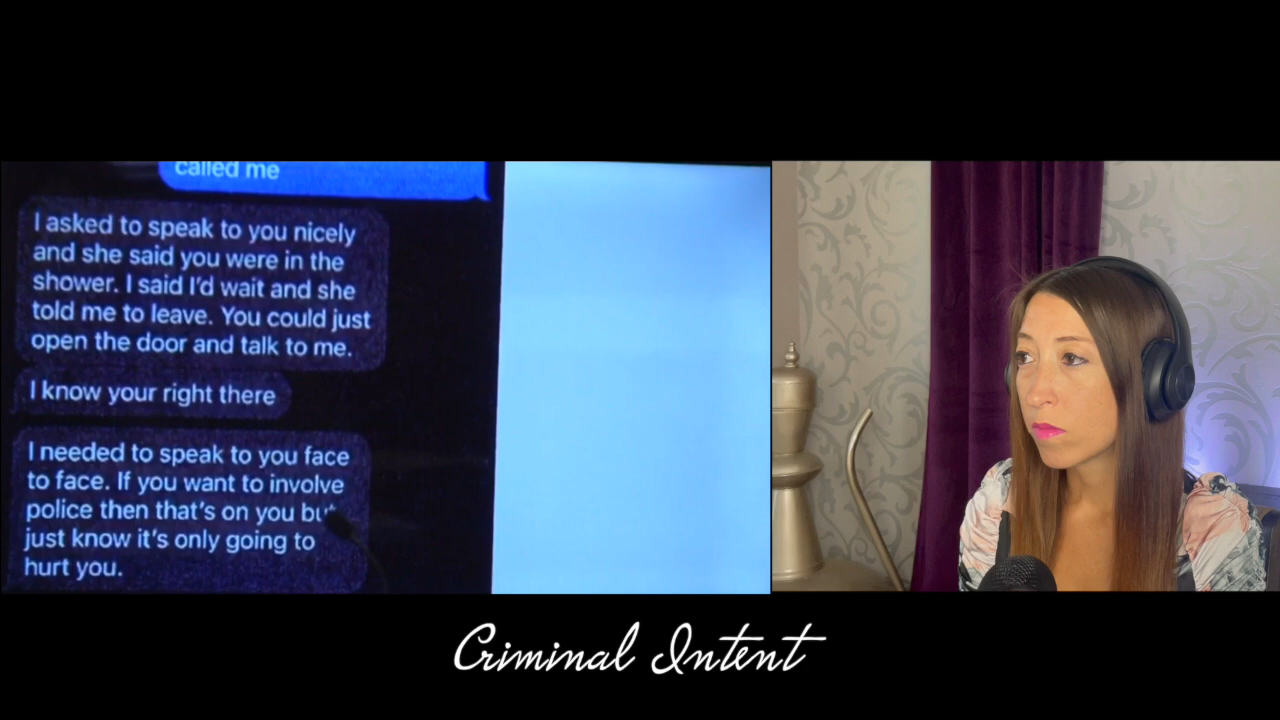 called me
I asked to speak to you nicely
and she said you were in the
shower. I said I'd wait and she
told me to leave. You could just
open the door and talk to me.
I know your right there
I needed to speak to you face
to face. If you want to involve
police then that's on you but
just know it's only going to
hurt you.
Criminal Intent